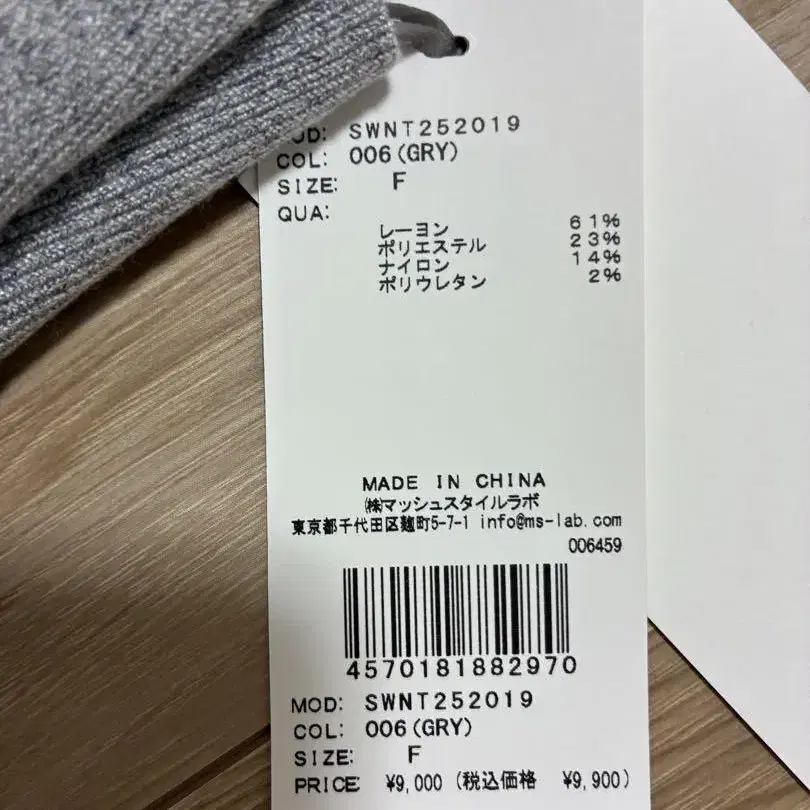 MOD: SWNT252019
COL: 006(GRY)
SIZE: F
QUA:
レーヨン 61%
ポリエステル 23%
ナイロン 14%
ポリウレタン 2%
MADE IN CHINA
㈱マッシュスタイルラボ
東京都千代田区麹町5-7-1 info@ms-lab.com
006459
4570181882970
MOD: SWNT252019
COL: 006(GRY)
SIZE: F
PRICE: ¥9,000 (税込価格 ¥9,900)